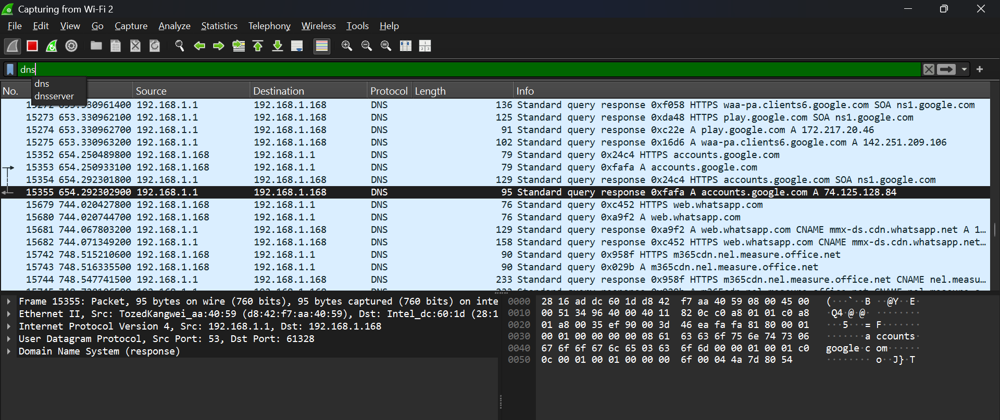 Capturing from Wi-Fi 2
File Edit View Go Capture Analyze Statistics Telephony Wireless Tools Help
dns
dns
dnsserver
No. Source Destination Protocol Length Info
30961400 192.168.1.1 192.168.1.168 DNS 136 Standard query response 0xf058 HTTPS waa-pa.clients6.google.com SOA ns1.google.com
15273 653.330962100 192.168.1.1 192.168.1.168 DNS 125 Standard query response 0xda48 HTTPS play.google.com SOA ns1.google.com
15274 653.330962700 192.168.1.1 192.168.1.168 DNS 91 Standard query response 0xc22e A play.google.com A 172.217.20.46
15275 653.330963200 192.168.1.1 192.168.1.168 DNS 102 Standard query response 0x16d6 A waa-pa.clients6.google.com A 142.251.209.106
15352 654.250489800 192.168.1.168 192.168.1.1 DNS 79 Standard query 0x24c4 HTTPS accounts.google.com
15353 654.250933100 192.168.1.168 192.168.1.1 DNS 79 Standard query 0xfafa A accounts.google.com
15354 654.292301800 192.168.1.1 192.168.1.168 DNS 129 Standard query response 0x24c4 HTTPS accounts.google.com SOA ns1.google.com
15355 654.292302900 192.168.1.1 192.168.1.168 DNS 95 Standard query response 0xfafa A accounts.google.com A 74.125.128.84
15679 744.020427800 192.168.1.168 192.168.1.1 DNS 76 Standard query 0xc452 HTTPS web.whatsapp.com
15680 744.020744700 192.168.1.168 192.168.1.1 DNS 76 Standard query 0xa9f2 A web.whatsapp.com
15681 744.067803200 192.168.1.1 192.168.1.168 DNS 129 Standard query response 0xa9f2 A web.whatsapp.com CNAME mmx-ds.cdn.whatsapp.net A 1…
15682 744.071349200 192.168.1.1 192.168.1.168 DNS 158 Standard query response 0xc452 HTTPS web.whatsapp.com CNAME mmx-ds.cdn.whatsapp.net…
15742 748.515210600 192.168.1.168 192.168.1.1 DNS 90 Standard query 0x958f HTTPS m365cdn.nel.measure.office.net
15743 748.516335500 192.168.1.168 192.168.1.1 DNS 90 Standard query 0x029b A m365cdn.nel.measure.office.net
15744 748.547741500 192.168.1.1 192.168.1.168 DNS 233 Standard query response 0x958f HTTPS m365cdn.nel.measure.office.net CNAME nel.measu…
Frame 15355: Packet, 95 bytes on wire (760 bits), 95 bytes captured (760 bits) on inte
Ethernet II, Src: TozedKangwei_aa:40:59 (d8:42:f7:aa:40:59), Dst: Intel_dc:60:1d (28:1
Internet Protocol Version 4, Src: 192.168.1.1, Dst: 192.168.1.168
User Datagram Protocol, Src Port: 53, Dst Port: 61328
Domain Name System (response)
0000 28 16 ad dc 60 1d d8 42 f7 aa 40 59 08 00 45 00 (···`··B ··@Y··E·
0010 00 51 34 96 40 00 40 11 82 0c c0 a8 01 01 c0 a8 ·Q4·@·@· ········
0020 01 a8 00 35 ef 90 00 3d 46 ea fa fa 81 80 00 01 ···5···= F·······
0030 00 01 00 00 00 00 08 61 63 63 6f 75 6e 74 73 06 ·······a ccounts·
0040 67 6f 6f 67 6c 65 03 63 6f 6d 00 00 01 00 01 c0 google·c om······
0050 0c 00 01 00 01 00 00 00 6f 00 04 4a 7d 80 54 ········ o··J}·T